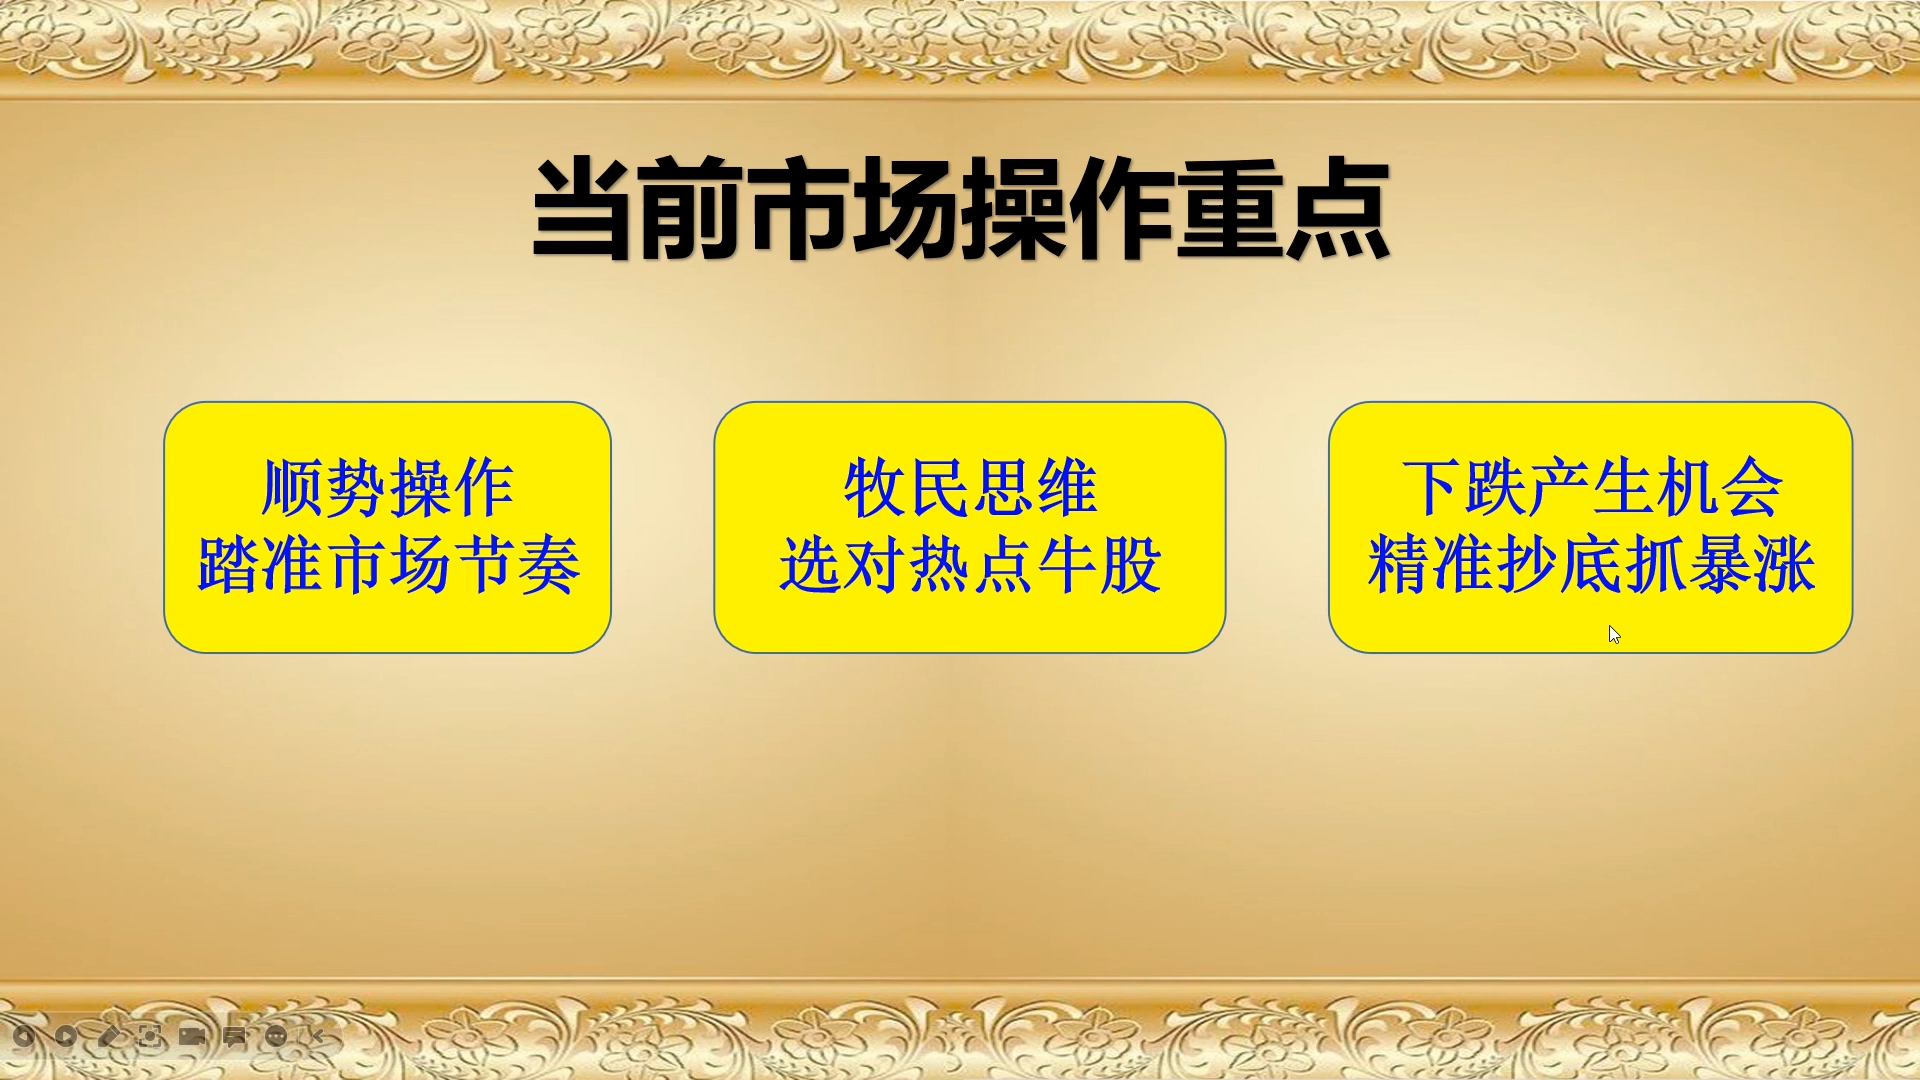 当前市场操作重点
顺势操作
踏准市场节奏
牧民思维
选对热点牛股
下跌产生机会
精准抄底抓暴涨